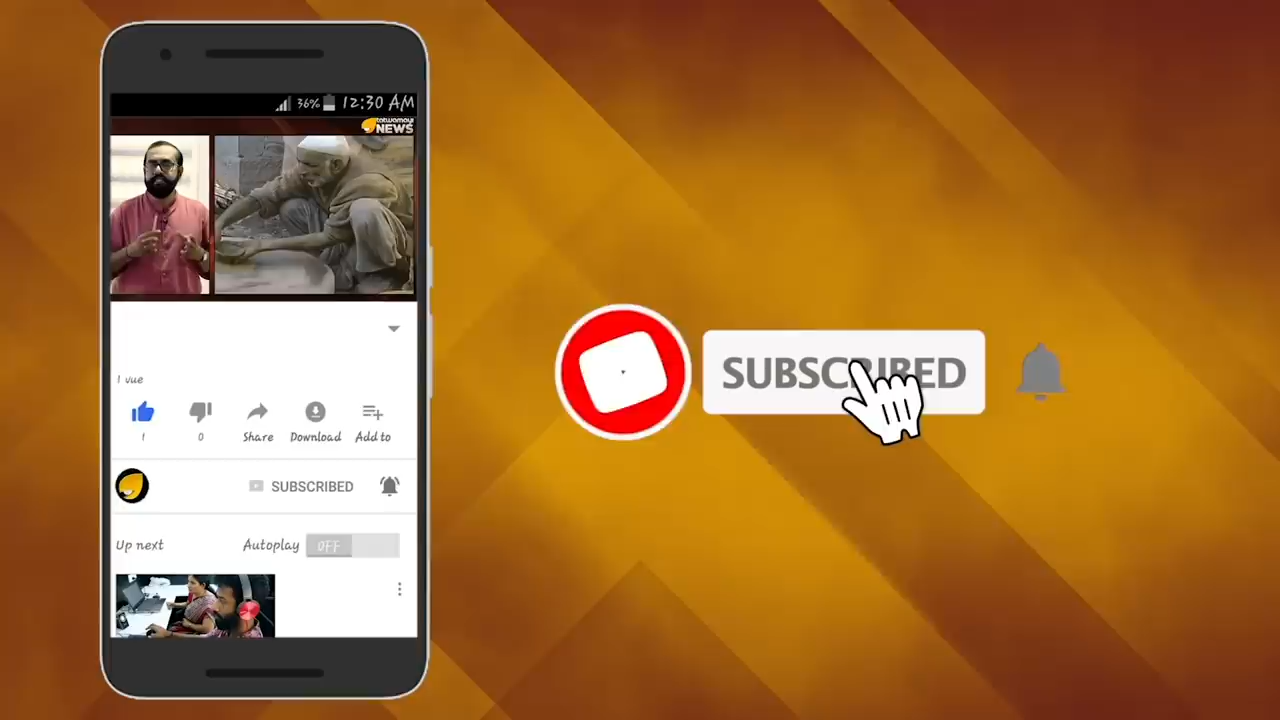 36% 12:30 AM
tatwamayi
NEWS
1 vue
1
0
Share
Download
Add to
SUBSCRIBED
Up next
Autoplay
OFF
SUBSCRIBED